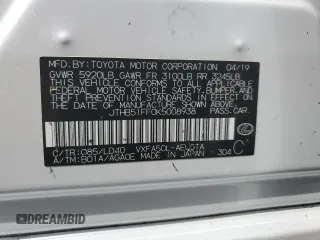 MFD. BY: TOYOTA MOTOR CORPORATION 04/19
GVWR 5920LB GAWR FR 3100LB RR 3245LB
THIS VEHICLE CONFORMS TO ALL APPLICABLE
FEDERAL MOTOR VEHICLE SAFETY, BUMPER, AND
THEFT PREVENTION STANDARDS IN EFFECT ON
THE DATE OF MANUFACTURE SHOWN ABOVE.
JTHB51FF0K5008938 PASS. CAR
C/TR: 085/LD40 VXFA50L-AEUQTA
A/TM: B01A/AGA0E MADE IN JAPAN 304 C